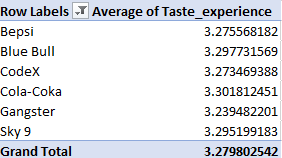 Row Labels Average of Taste_experience
Bepsi 3.275568182
Blue Bull 3.297731569
CodeX 3.273469388
Cola-Coka 3.301812451
Gangster 3.239482201
Sky 9 3.295199183
Grand Total 3.279802542